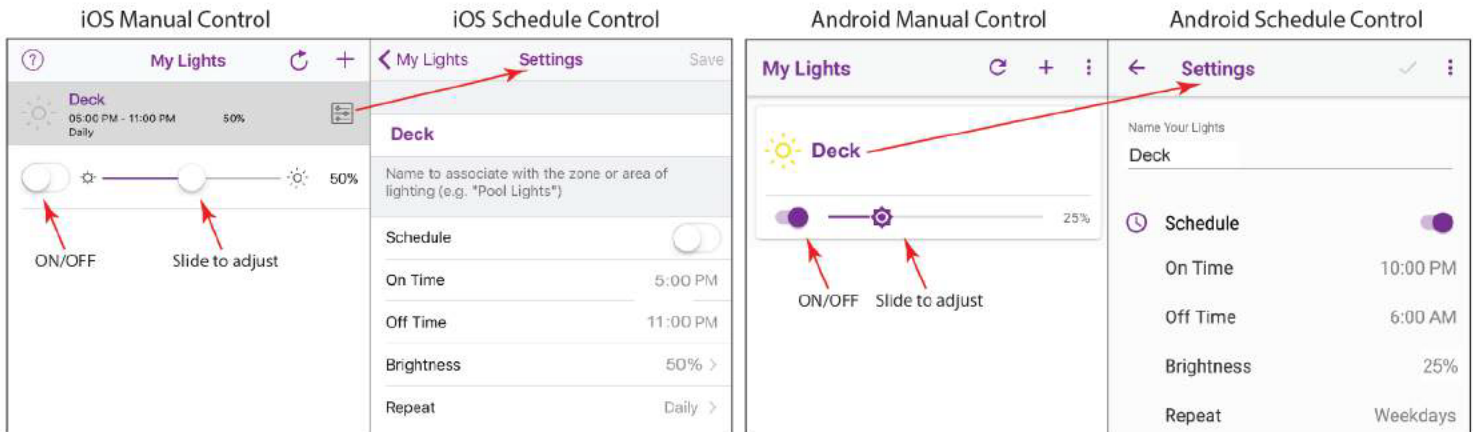 iOS Manual Control
iOS Schedule Control
Android Manual Control
Android Schedule Control
?
My Lights
+
Deck
05:00 PM - 11:00 PM
50%
Daily
50%
ON/OFF
Slide to adjust
My Lights
Settings
Save
Deck
Name to associate with the zone or area of
lighting (e.g. "Pool Lights")
Schedule
On Time
5:00 PM
Off Time
11:00 PM
Brightness
50% >
Repeat
Daily >
My Lights
+
Deck
25%
ON/OFF
Slide to adjust
Settings
Name Your Lights
Deck
Schedule
On Time
10:00 PM
Off Time
6:00 AM
Brightness
25%
Repeat
Weekdays